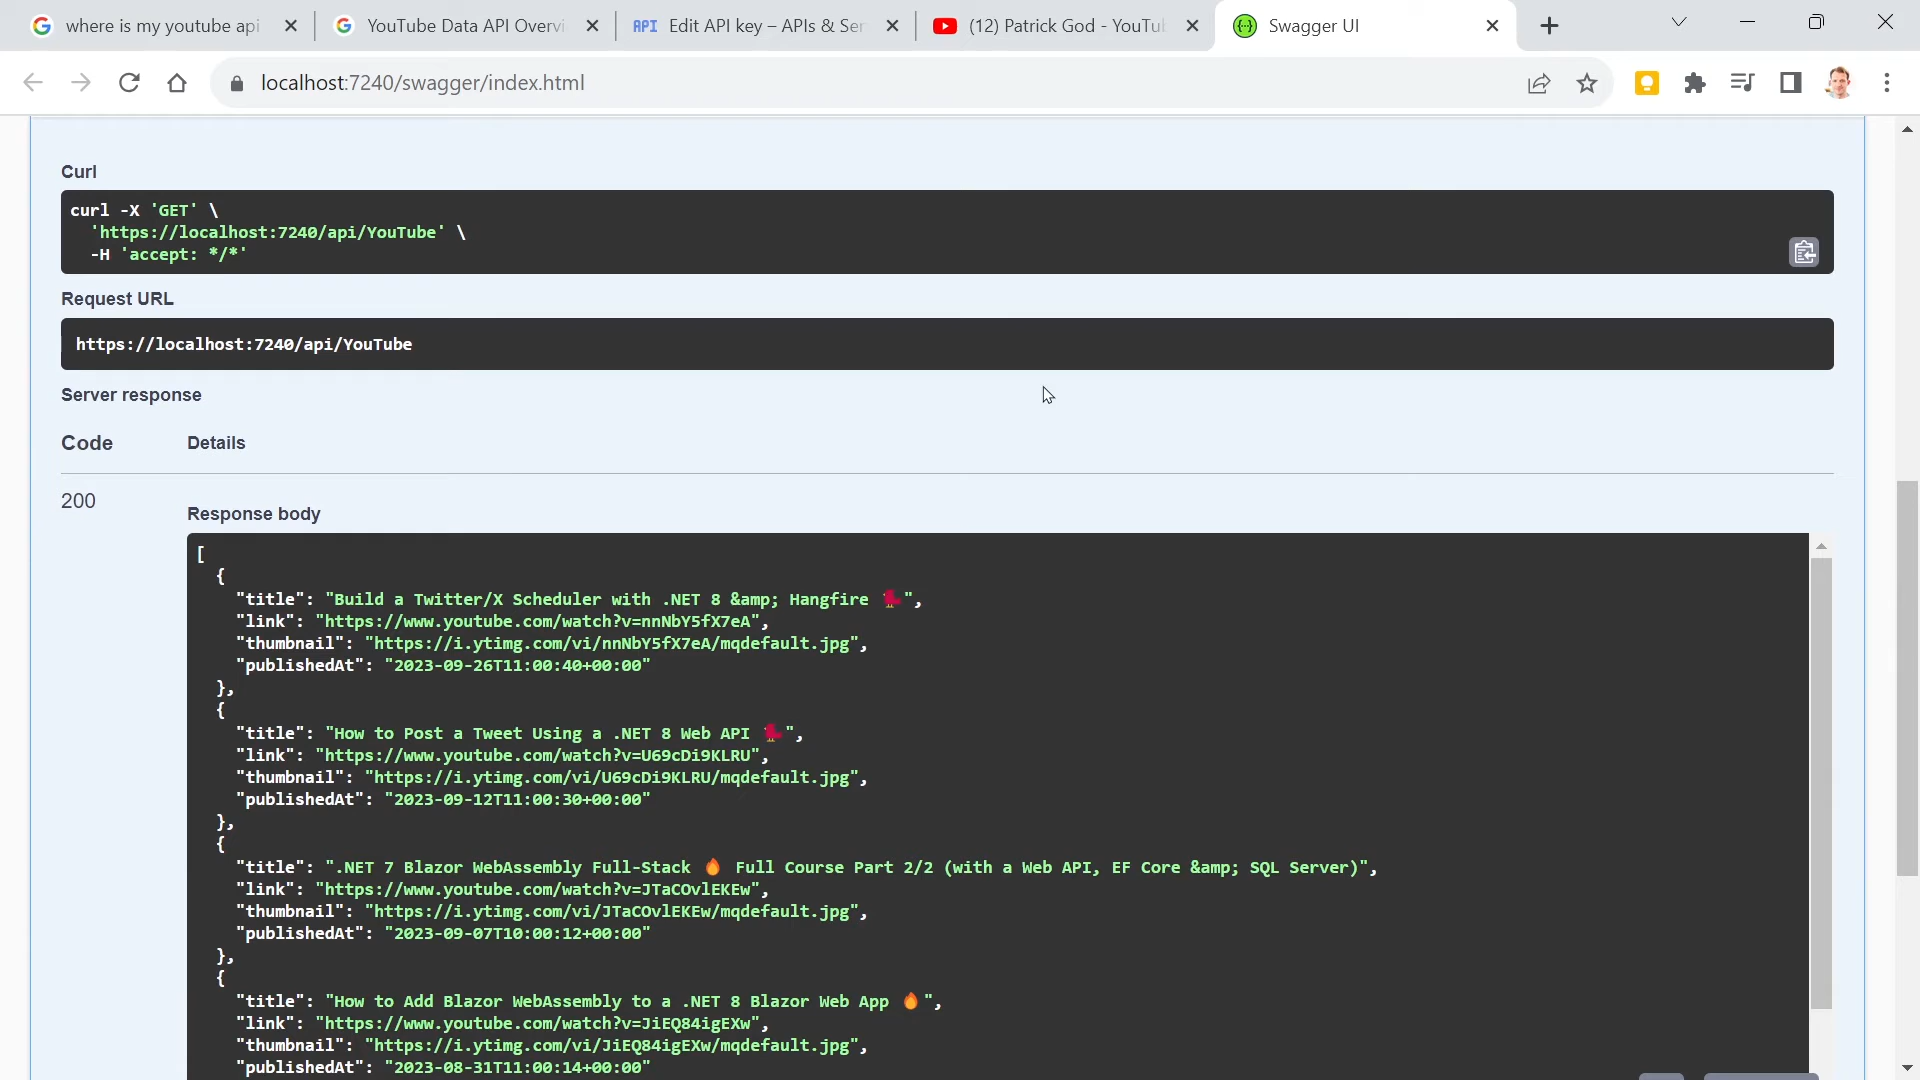 where is my youtube api
YouTube Data API Overvi
API Edit API key – APIs & Ser
(12) Patrick God - YouTub
Swagger UI
localhost:7240/swagger/index.html
Curl
curl -X 'GET' \
'https://localhost:7240/api/YouTube' \
-H 'accept: */*'
Request URL
https://localhost:7240/api/YouTube
Server response
Code Details
200
Response body
[
{
"title": "Build a Twitter/X Scheduler with .NET 8 &amp; Hangfire 🐦",
"link": "https://www.youtube.com/watch?v=nnNbY5fX7eA",
"thumbnail": "https://i.ytimg.com/vi/nnNbY5fX7eA/mqdefault.jpg",
"publishedAt": "2023-09-26T11:00:40+00:00"
},
{
"title": "How to Post a Tweet Using a .NET 8 Web API 🐦",
"link": "https://www.youtube.com/watch?v=U69cDi9KLRU",
"thumbnail": "https://i.ytimg.com/vi/U69cDi9KLRU/mqdefault.jpg",
"publishedAt": "2023-09-12T11:00:30+00:00"
},
{
"title": ".NET 7 Blazor WebAssembly Full-Stack 🔥 Full Course Part 2/2 (with a Web API, EF Core &amp; SQL Server)",
"link": "https://www.youtube.com/watch?v=JTaCOvlEKEw",
"thumbnail": "https://i.ytimg.com/vi/JTaCOvlEKEw/mqdefault.jpg",
"publishedAt": "2023-09-07T10:00:12+00:00"
},
{
"title": "How to Add Blazor WebAssembly to a .NET 8 Blazor Web App 🔥",
"link": "https://www.youtube.com/watch?v=JiEQ84igEXw",
"thumbnail": "https://i.ytimg.com/vi/JiEQ84igEXw/mqdefault.jpg",
"publishedAt": "2023-08-31T11:00:14+00:00"